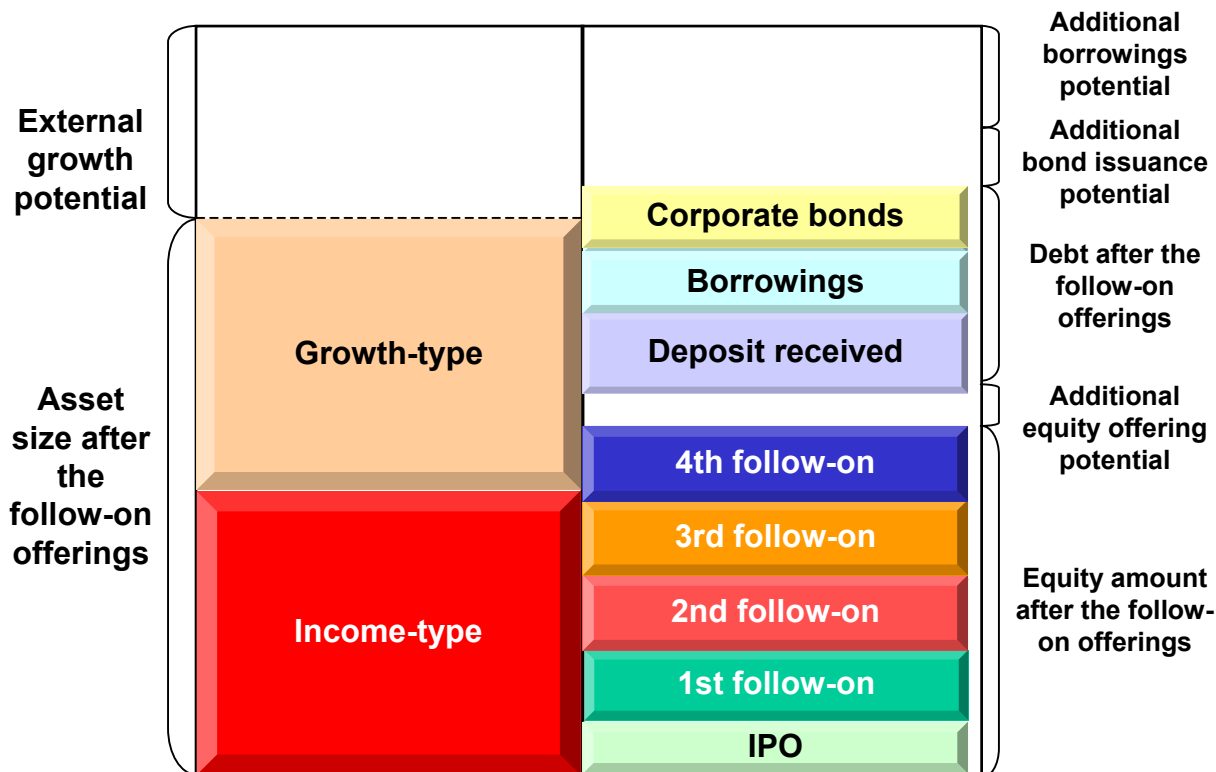 External
growth
potential
Asset
size after
the
follow-on
offerings
Growth-type
Income-type
Corporate bonds
Borrowings
Deposit received
4th follow-on
3rd follow-on
2nd follow-on
1st follow-on
IPO
Additional
borrowings
potential
Additional
bond issuance
potential
Debt after the
follow-on
offerings
Additional
equity offering
potential
Equity amount
after the follow-
on offerings